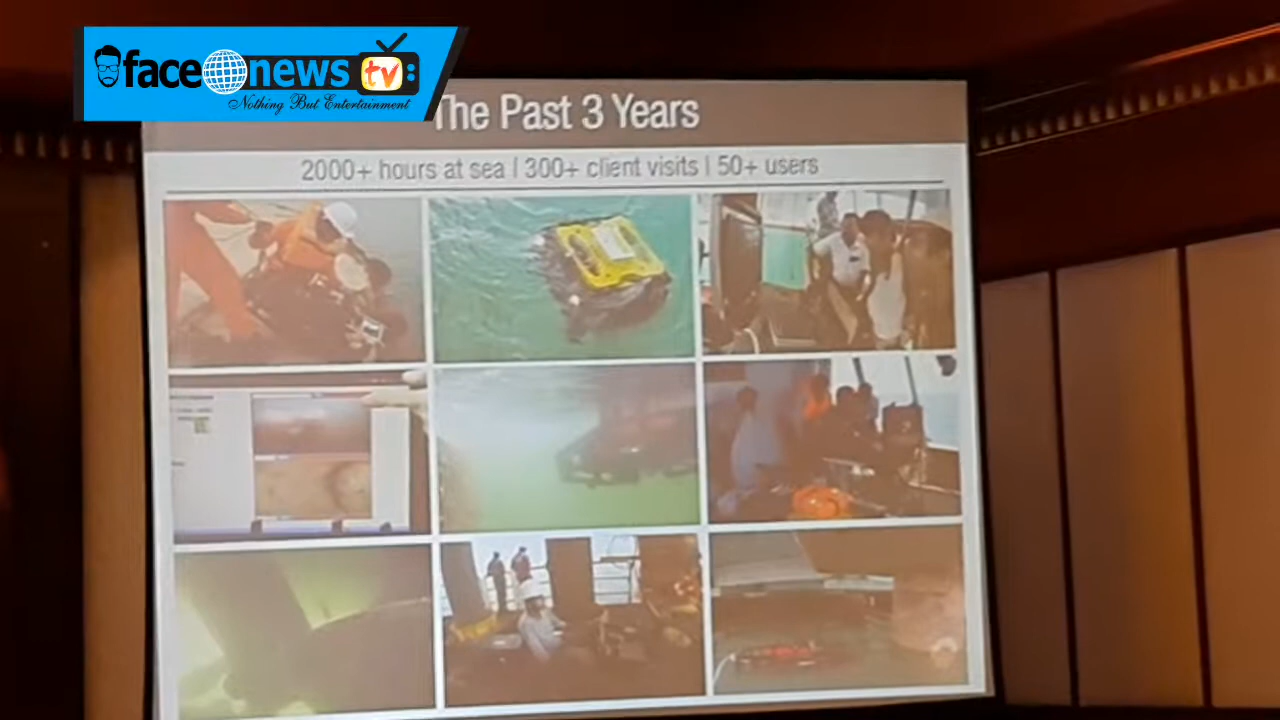 face news tv:
Nothing But Entertainment
The Past 3 Years
2000+ hours at sea | 300+ client visits | 50+ users